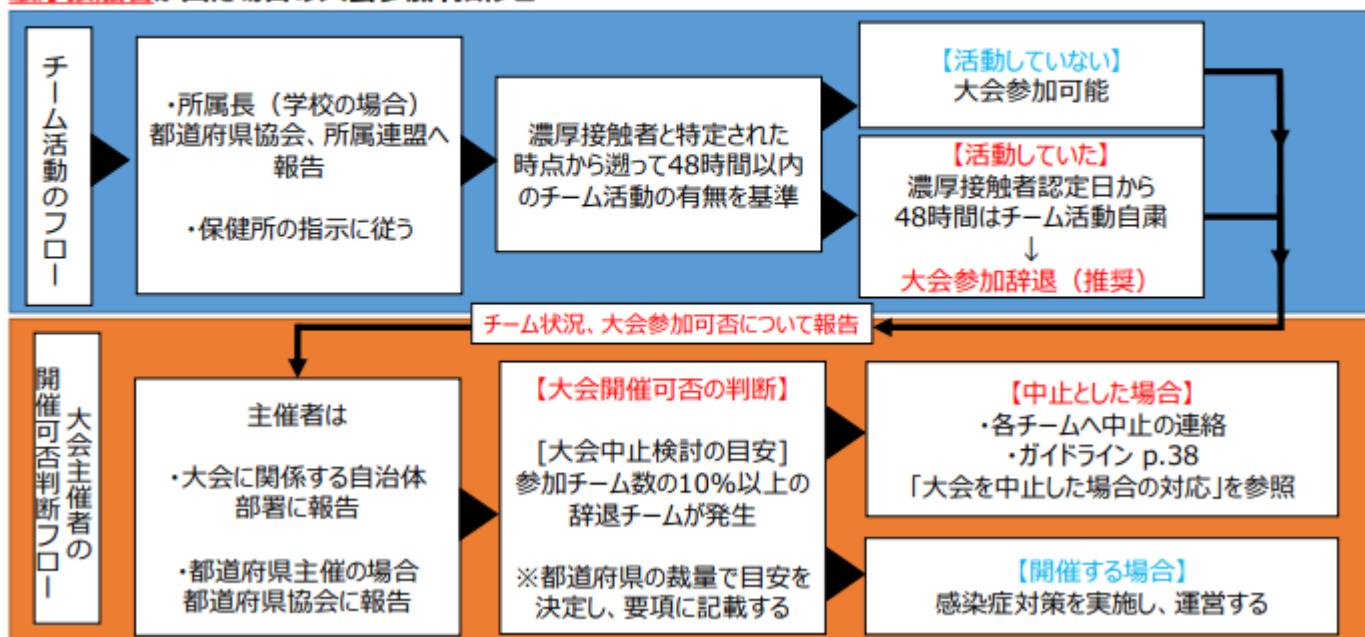 チーム活動のフロー
・所属長（学校の場合）
都道府県協会、所属連盟へ
報告
・保健所の指示に従う
濃厚接触者と特定された
時点から遡って48時間以内
のチーム活動の有無を基準
【活動していない】
大会参加可能
【活動していた】
濃厚接触者認定日から
48時間はチーム活動自粛
↓
大会参加辞退（推奨）
チーム状況、大会参加可否について報告
大会主催者の
開催可否判断フロー
主催者は
・大会に関係する自治体
部署に報告
・都道府県主催の場合
都道府県協会に報告
【大会開催可否の判断】
[大会中止検討の目安]
参加チーム数の10%以上の
辞退チームが発生
※都道府県の裁量で目安を
決定し、要項に記載する
【中止とした場合】
・各チームへ中止の連絡
・ガイドライン p.38
「大会を中止した場合の対応」を参照
【開催する場合】
感染症対策を実施し、運営する